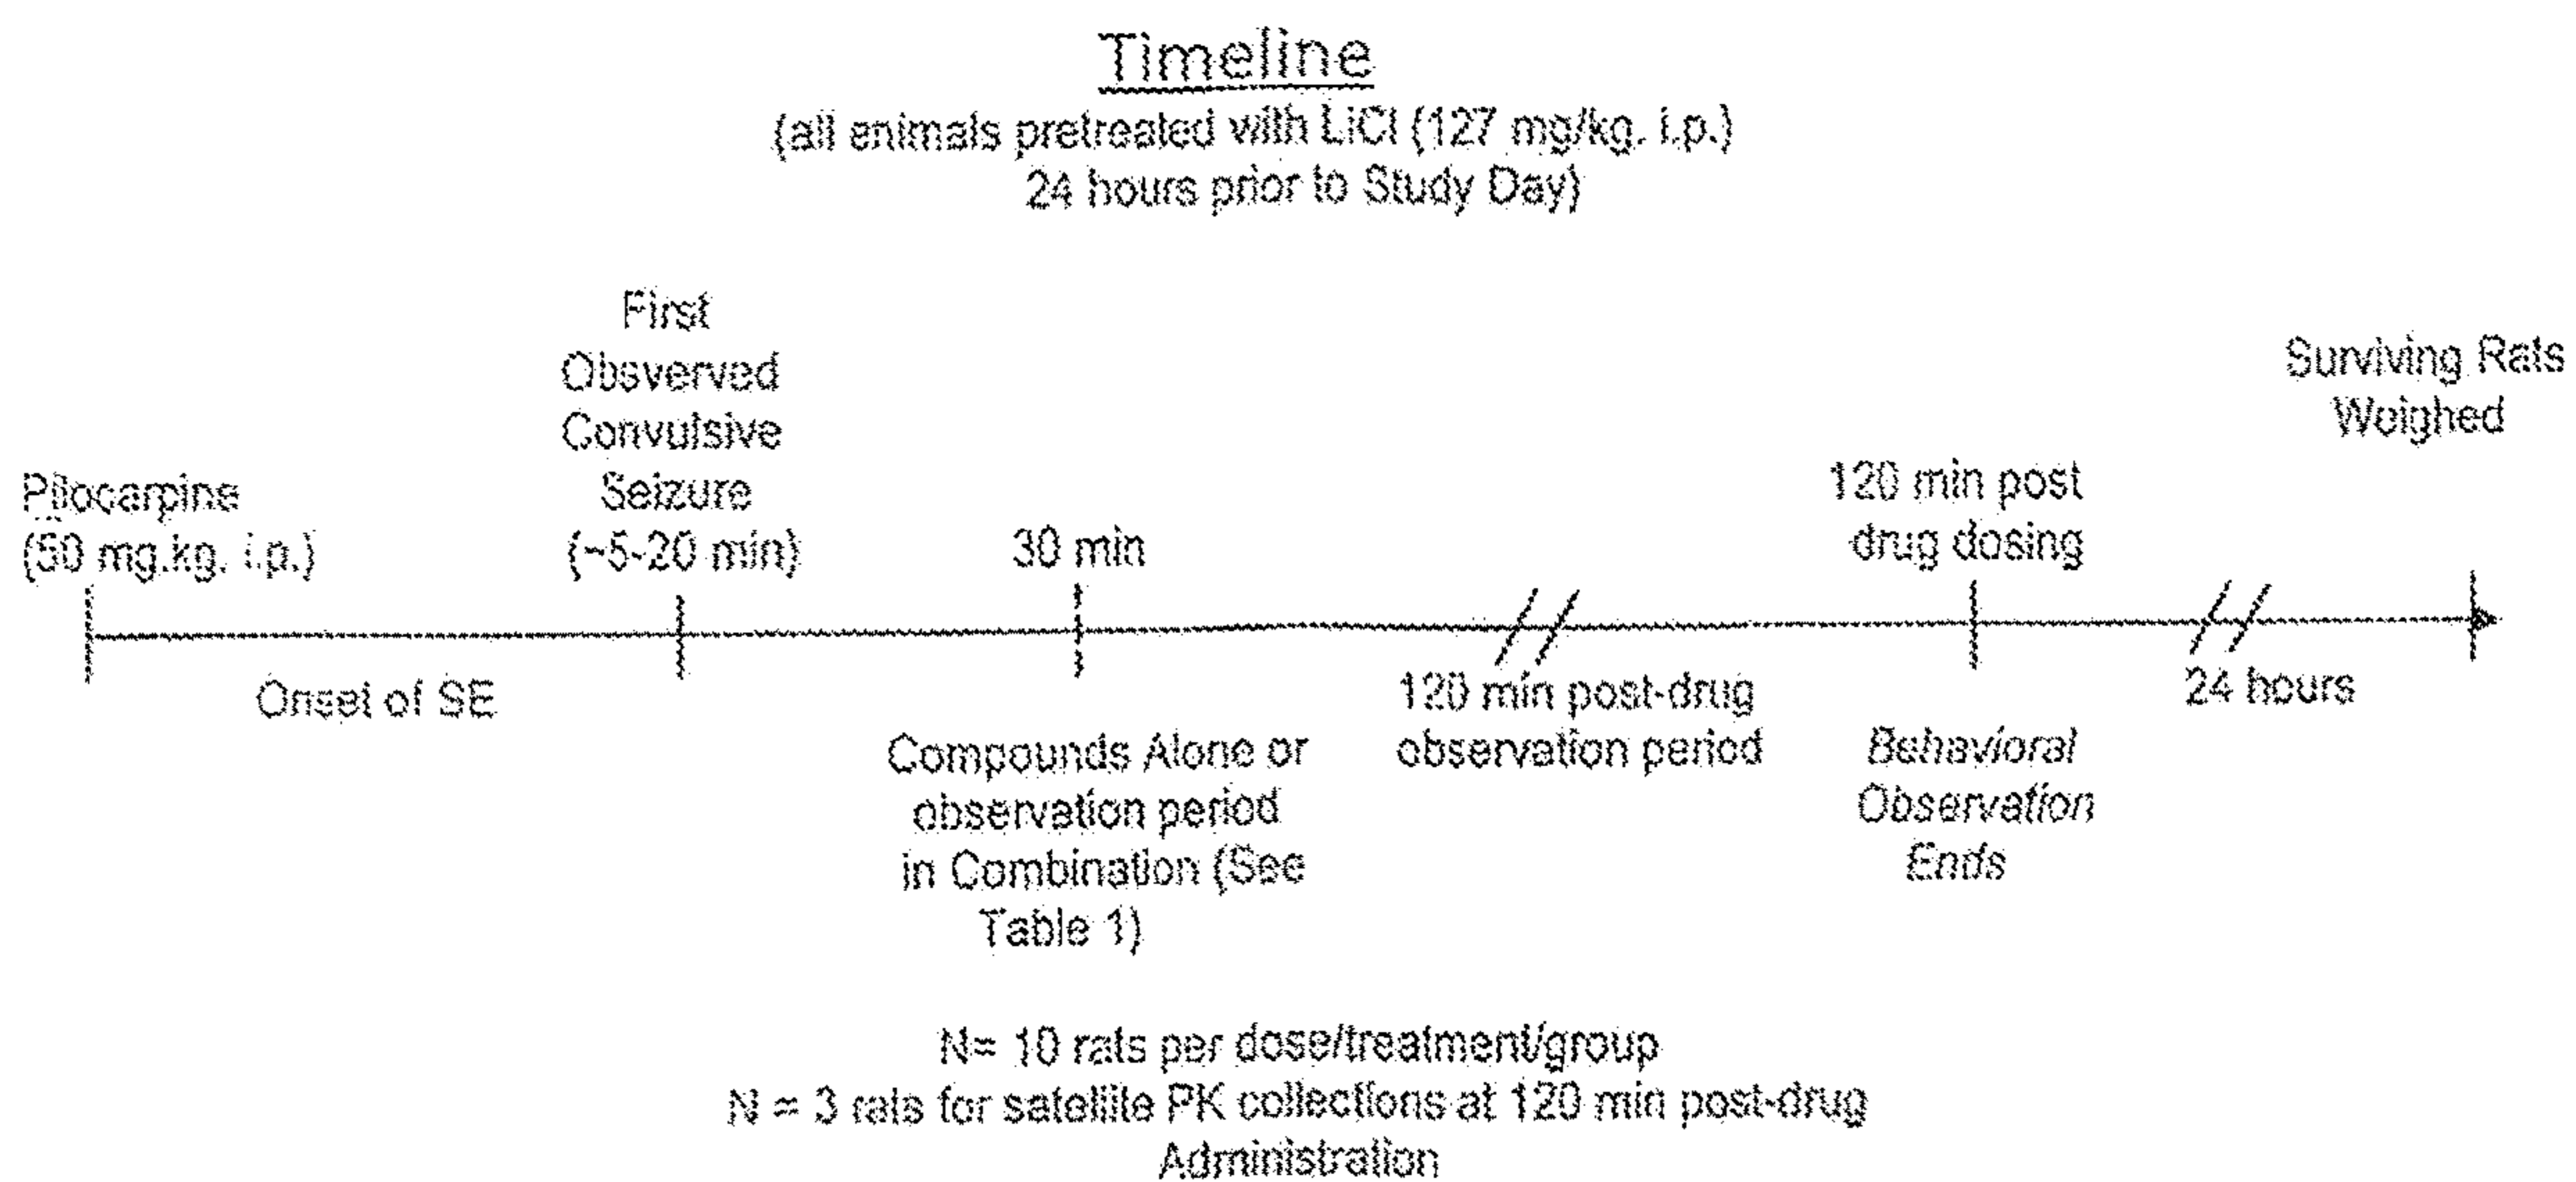 Timeline
(all animals pretreated with LiCl (127 mg/kg. i.p.)
24 hours prior to Study Day)
First
Obsverved
Convulsive
Seizure
(~5-20 min)
Surviving Rats
Weighed
Pilocarpine
(50 mg.kg. i.p.)
30 min
120 min post
drug dosing
Onset of SE
120 min post-drug
observation period
24 hours
Compounds Alone or
observation period
in Combination (See
Table 1)
Behavioral
Observation
Ends
N= 10 rats per dose/treatment/group
N = 3 rats for satellite PK collections at 120 min post-drug
Administration